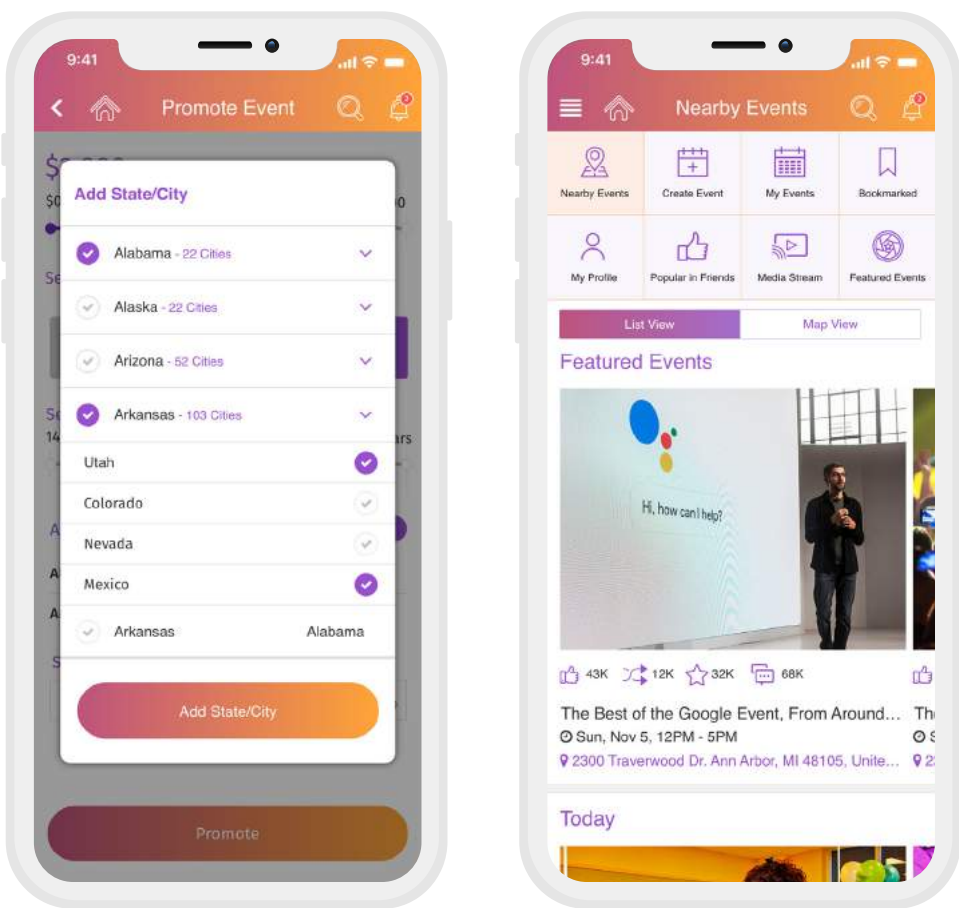 9:41
Promote Event
2
Add State/City
Alabama - 22 Cities
Alaska - 22 Cities
Arizona - 52 Cities
Arkansas - 103 Cities
Utah
Colorado
Nevada
Mexico
Arkansas Alabama
Add State/City
Promote
9:41
Nearby Events
2
Nearby Events Create Event My Events Bookmarked
My Profile Popular in Friends Media Stream Featured Events
List View Map View
Featured Events
Hi, how can I help?
43K 12K 32K 68K
The Best of the Google Event, From Around... Th
Sun, Nov 5, 12PM - 5PM
2300 Traverwood Dr. Ann Arbor, MI 48105, Unite...
Today